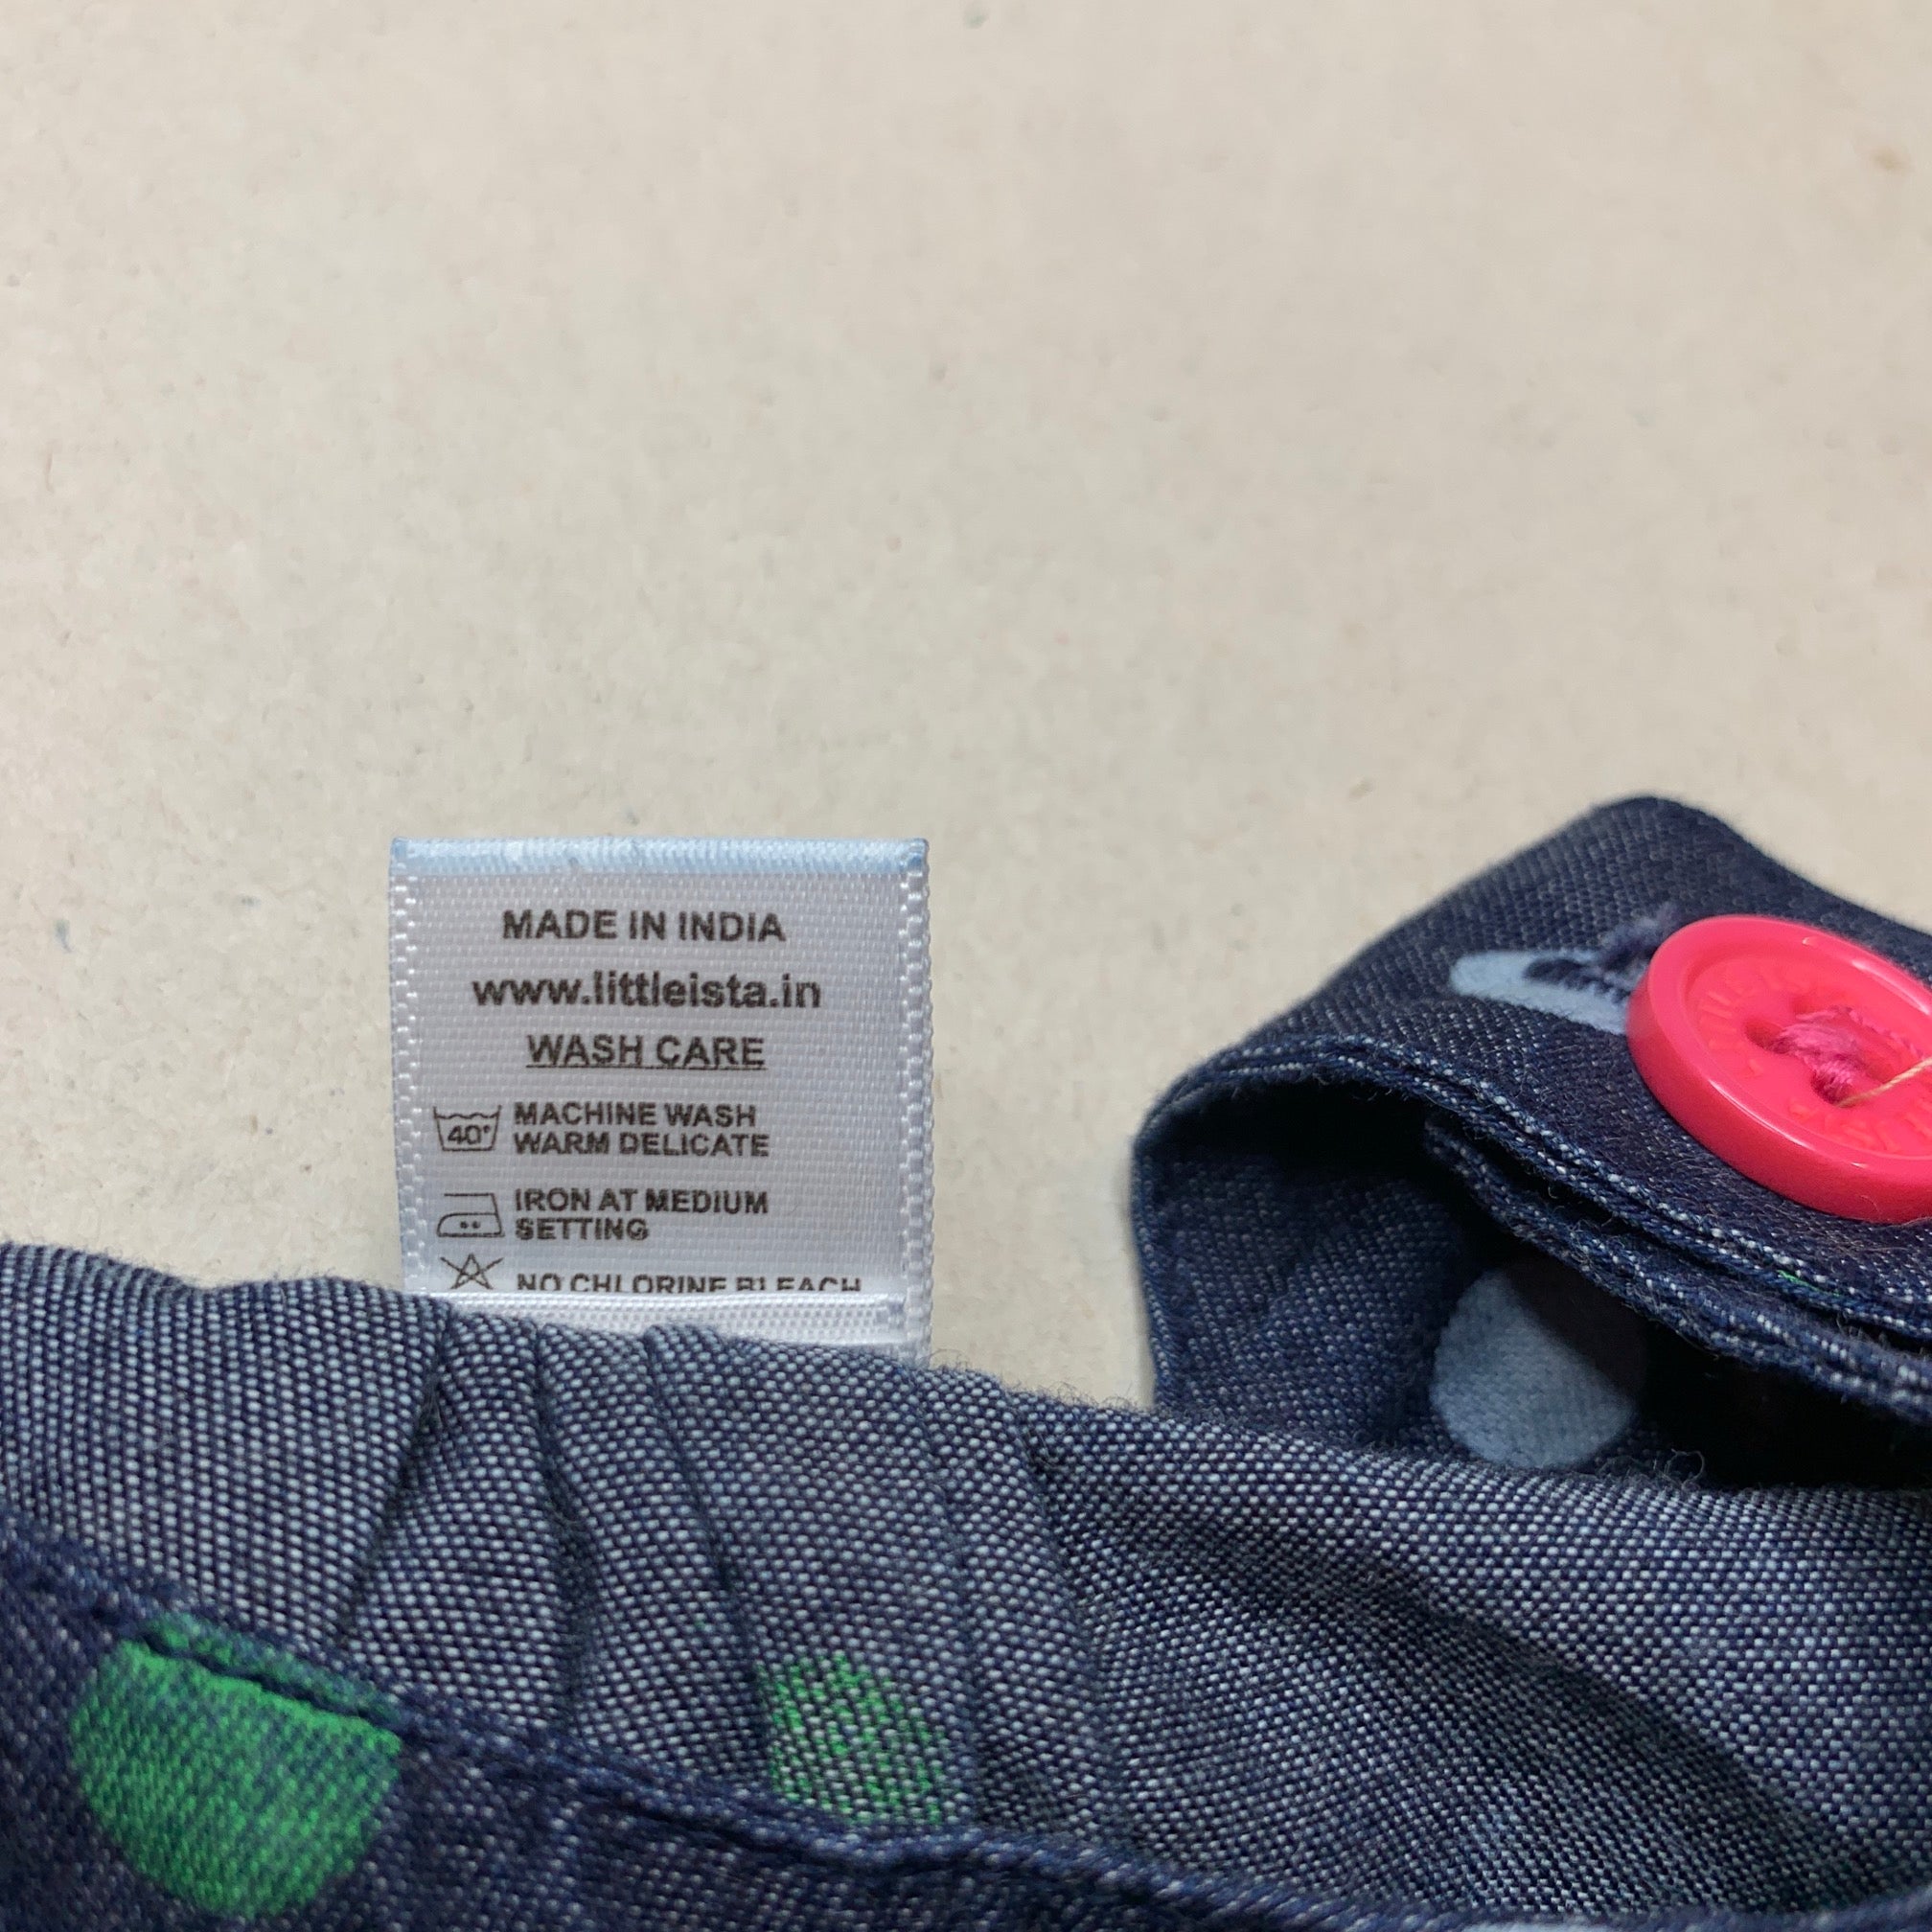 MADE IN INDIA
www.littleista.in
WASH CARE
40°
MACHINE WASH
WARM DELICATE
IRON AT MEDIUM
SETTING
NO CHLORINE BLEACH